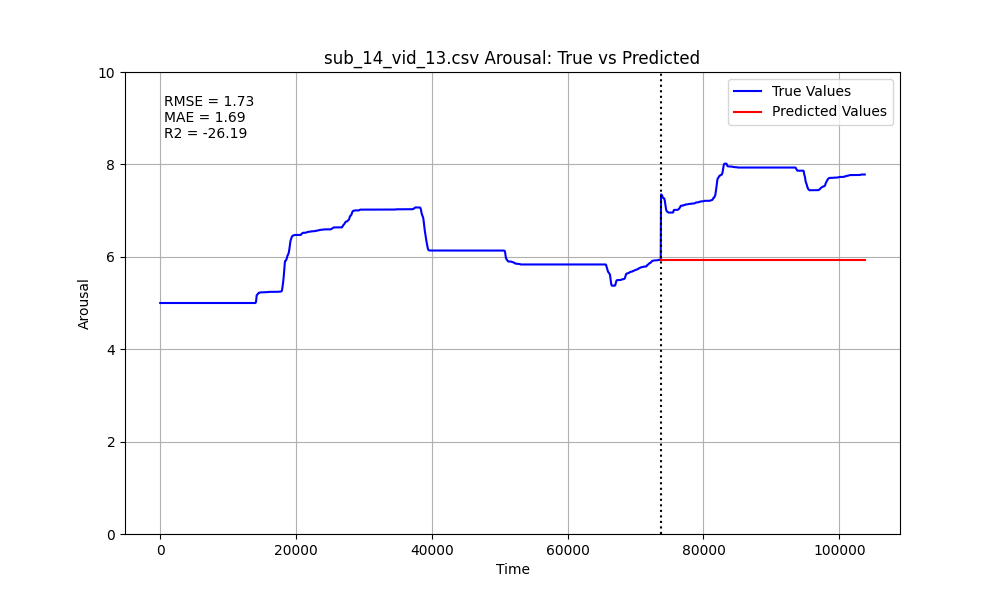 sub_14_vid_13.csv Arousal: True vs Predicted
RMSE = 1.73
MAE = 1.69
R2 = -26.19
True Values
Predicted Values
10
8
6
4
2
0
Arousal
0 20000 40000 60000 80000 100000
Time